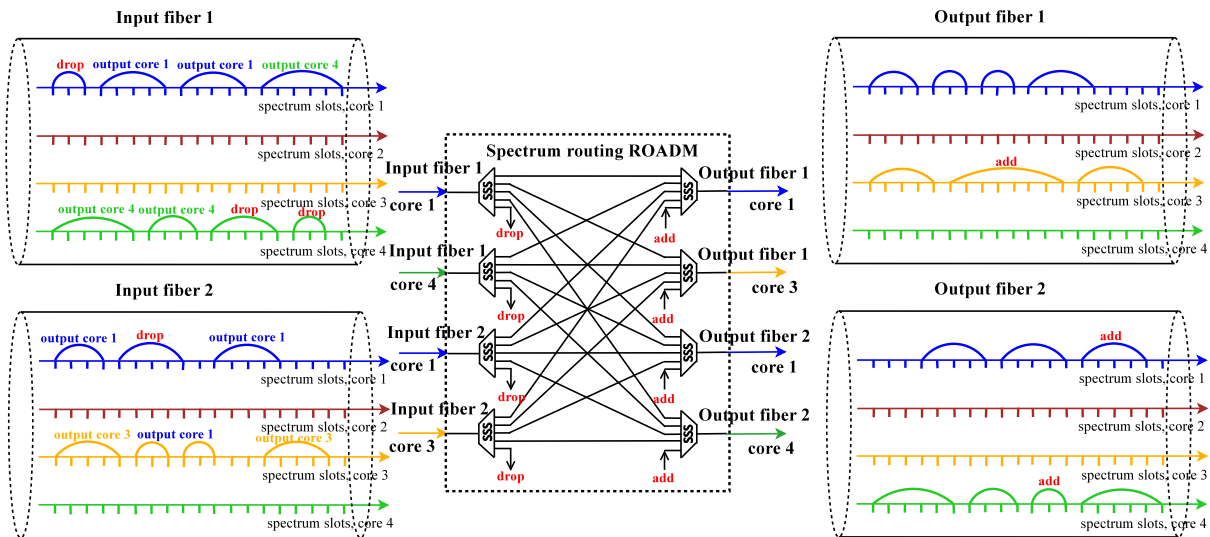 Input fiber 1
drop output core 1 output core 1 output core 4
spectrum slots, core 1
spectrum slots, core 2
spectrum slots, core 3
output core 4 output core 4 drop drop
spectrum slots, core 4
Input fiber 2
output core 1 drop output core 1
spectrum slots, core 1
spectrum slots, core 2
output core 3 output core 1 output core 3
spectrum slots, core 3
spectrum slots, core 4
Spectrum routing ROADM
Input fiber 1
core 1
SSS
drop
Input fiber 1
core 4
SSS
drop
Input fiber 2
core 1
SSS
drop
Input fiber 2
core 3
SSS
drop
SSS
add
Output fiber 1
core 1
SSS
add
Output fiber 1
core 3
SSS
add
Output fiber 2
core 1
SSS
add
Output fiber 2
core 4
Output fiber 1
spectrum slots, core 1
spectrum slots, core 2
add
spectrum slots, core 3
spectrum slots, core 4
Output fiber 2
add
spectrum slots, core 1
spectrum slots, core 2
spectrum slots, core 3
add
spectrum slots, core 4